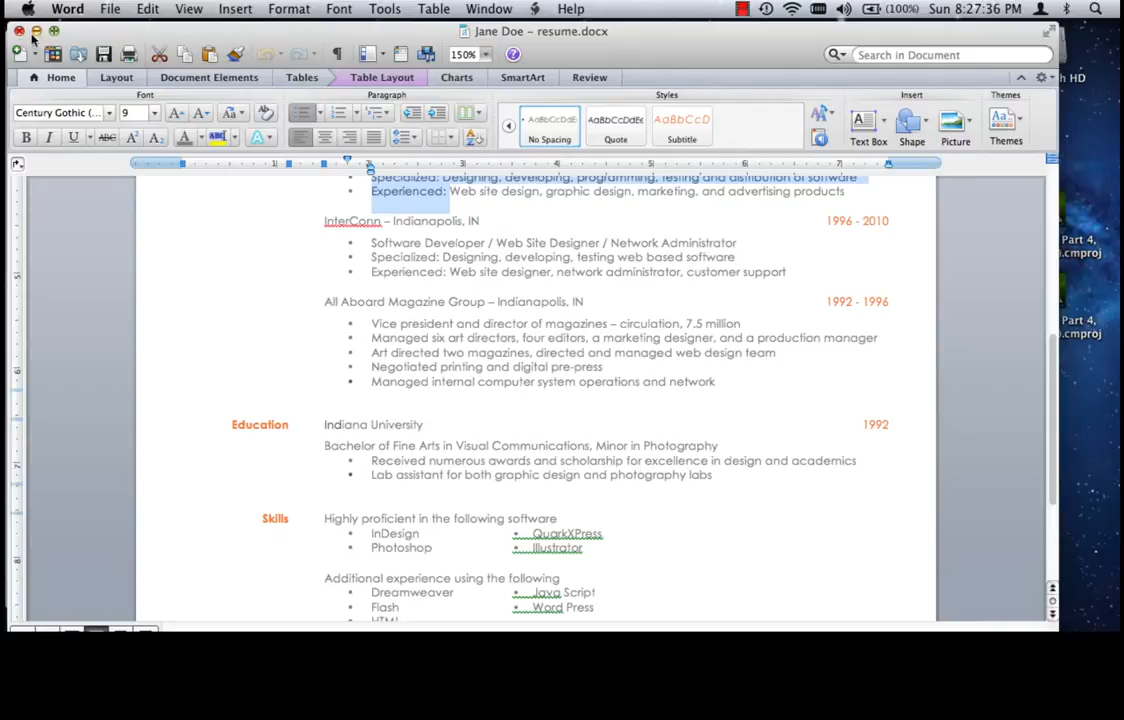 Word File Edit View Insert Format Font Tools Table Window Help (100%) Sun 8:27:36 PM
Jane Doe – resume.docx
150% Search in Document
Home Layout Document Elements Tables Table Layout Charts SmartArt Review
Font Paragraph Styles Insert Themes
Century Gothic (... 9
AaBbCcDdE AaBbCcDdEe AaBbCcD
No Spacing Quote Subtitle Text Box Shape Picture Themes
h HD
Specialized: Designing, developing, programming, testing and distribution of software
Experienced: Web site design, graphic design, marketing, and advertising products
InterConn – Indianapolis, IN 1996 - 2010
• Software Developer / Web Site Designer / Network Administrator
• Specialized: Designing, developing, testing web based software
• Experienced: Web site designer, network administrator, customer support
All Aboard Magazine Group – Indianapolis, IN 1992 - 1996
• Vice president and director of magazines – circulation, 7.5 million
• Managed six art directors, four editors, a marketing designer, and a production manager
• Art directed two magazines, directed and managed web design team
• Negotiated printing and digital pre-press
• Managed internal computer system operations and network
Education Indiana University 1992
Bachelor of Fine Arts in Visual Communications, Minor in Photography
• Received numerous awards and scholarship for excellence in design and academics
• Lab assistant for both graphic design and photography labs
Skills Highly proficient in the following software
• InDesign • QuarkXPress
• Photoshop • Illustrator
Additional experience using the following
• Dreamweaver • Java Script
• Flash • Word Press
HTML
Part 4,
.cmproj
Part 4,
.cmproj